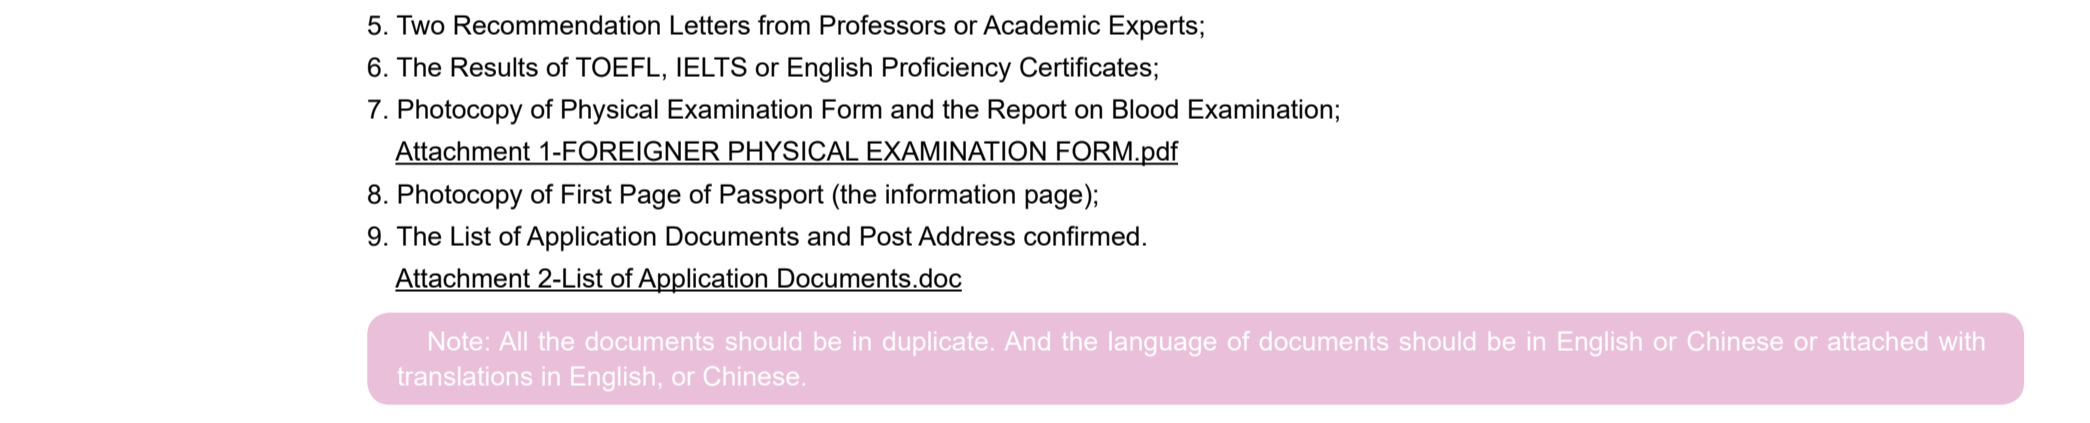 5. Two Recommendation Letters from Professors or Academic Experts;
6. The Results of TOEFL, IELTS or English Proficiency Certificates;
7. Photocopy of Physical Examination Form and the Report on Blood Examination;
Attachment 1-FOREIGNER PHYSICAL EXAMINATION FORM.pdf
8. Photocopy of First Page of Passport (the information page);
9. The List of Application Documents and Post Address confirmed.
Attachment 2-List of Application Documents.doc
Note: All the documents should be in duplicate. And the language of documents should be in English or Chinese or attached with
translations in English, or Chinese.